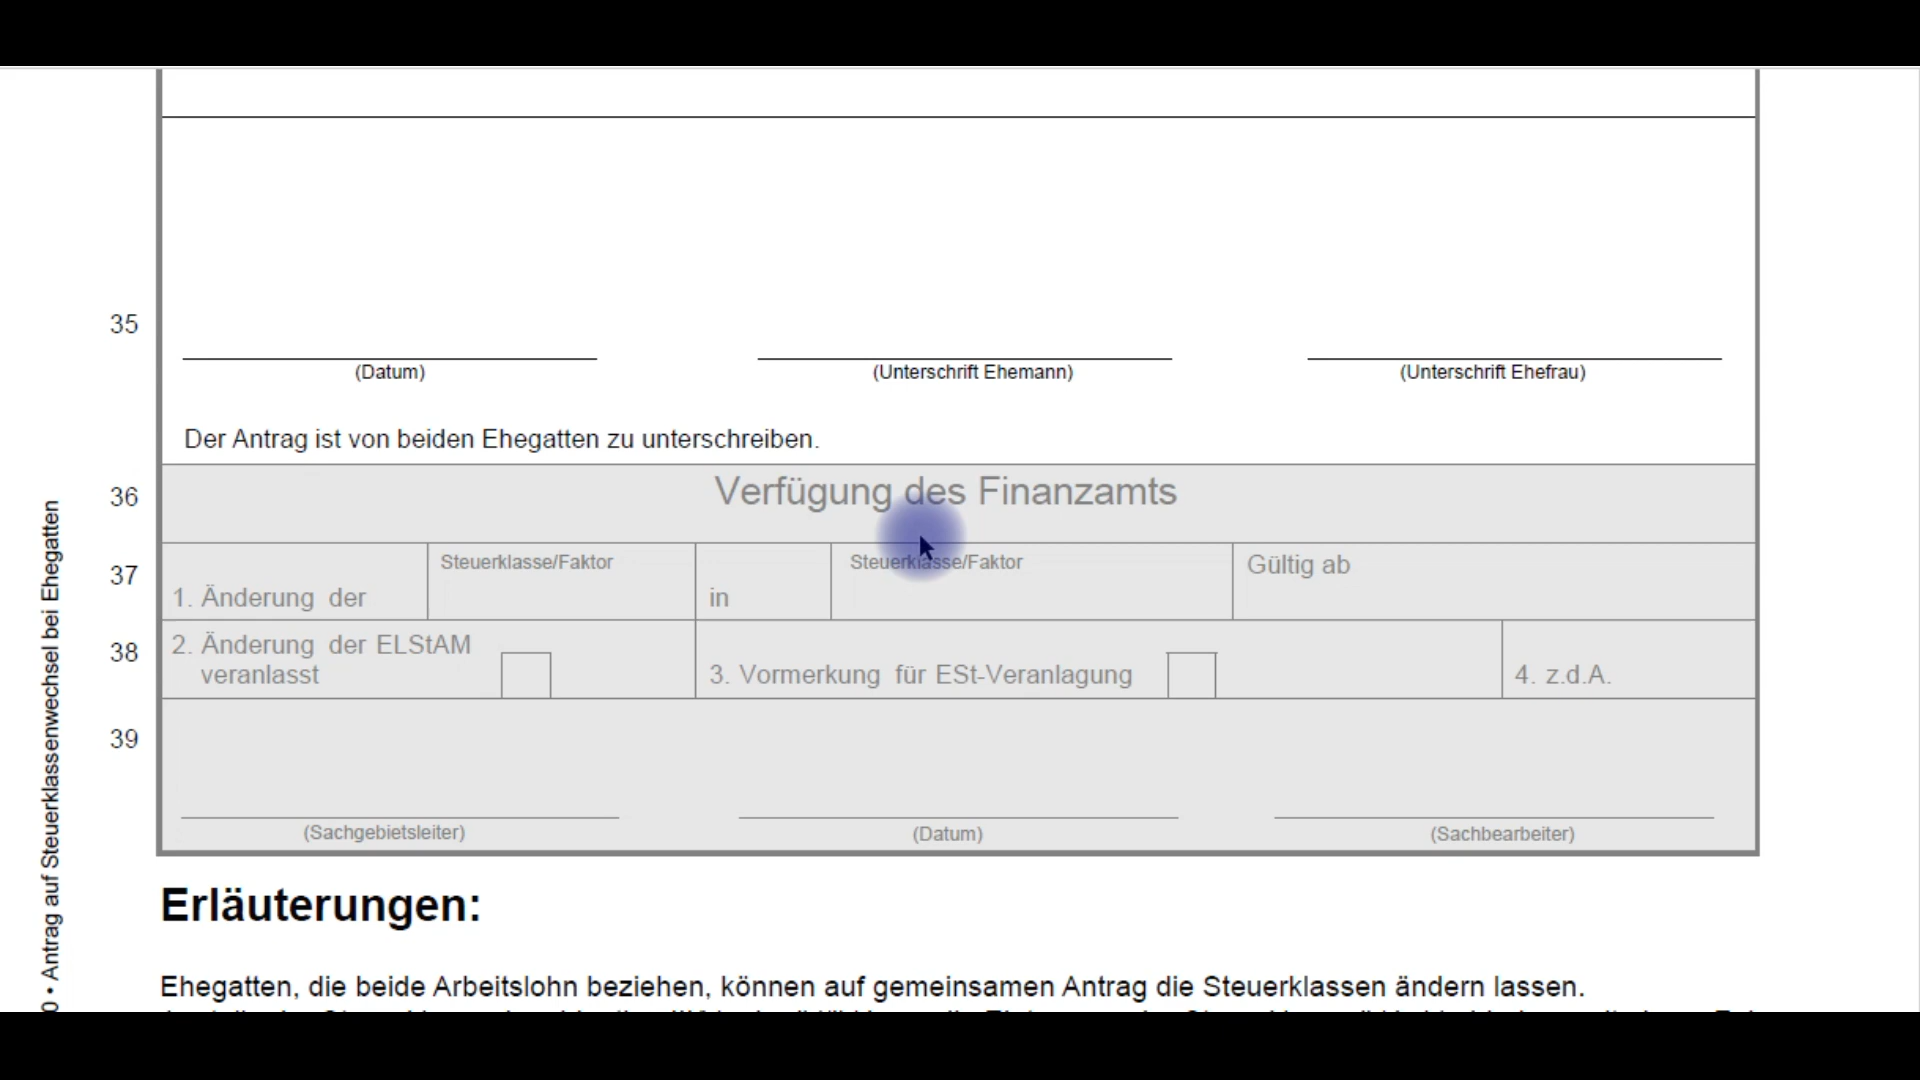 35
(Datum) (Unterschrift Ehemann) (Unterschrift Ehefrau)
Der Antrag ist von beiden Ehegatten zu unterschreiben.
36 Verfügung des Finanzamts
Steuerklasse/Faktor Steuerklasse/Faktor Gültig ab
37 1. Änderung der in
2. Änderung der ELStAM
38 veranlasst 3. Vormerkung für ESt-Veranlagung 4. z.d.A.
39
(Sachgebietsleiter) (Datum) (Sachbearbeiter)
0 • Antrag auf Steuerklassenwechsel bei Ehegatten
Erläuterungen:
Ehegatten, die beide Arbeitslohn beziehen, können auf gemeinsamen Antrag die Steuerklassen ändern lassen.